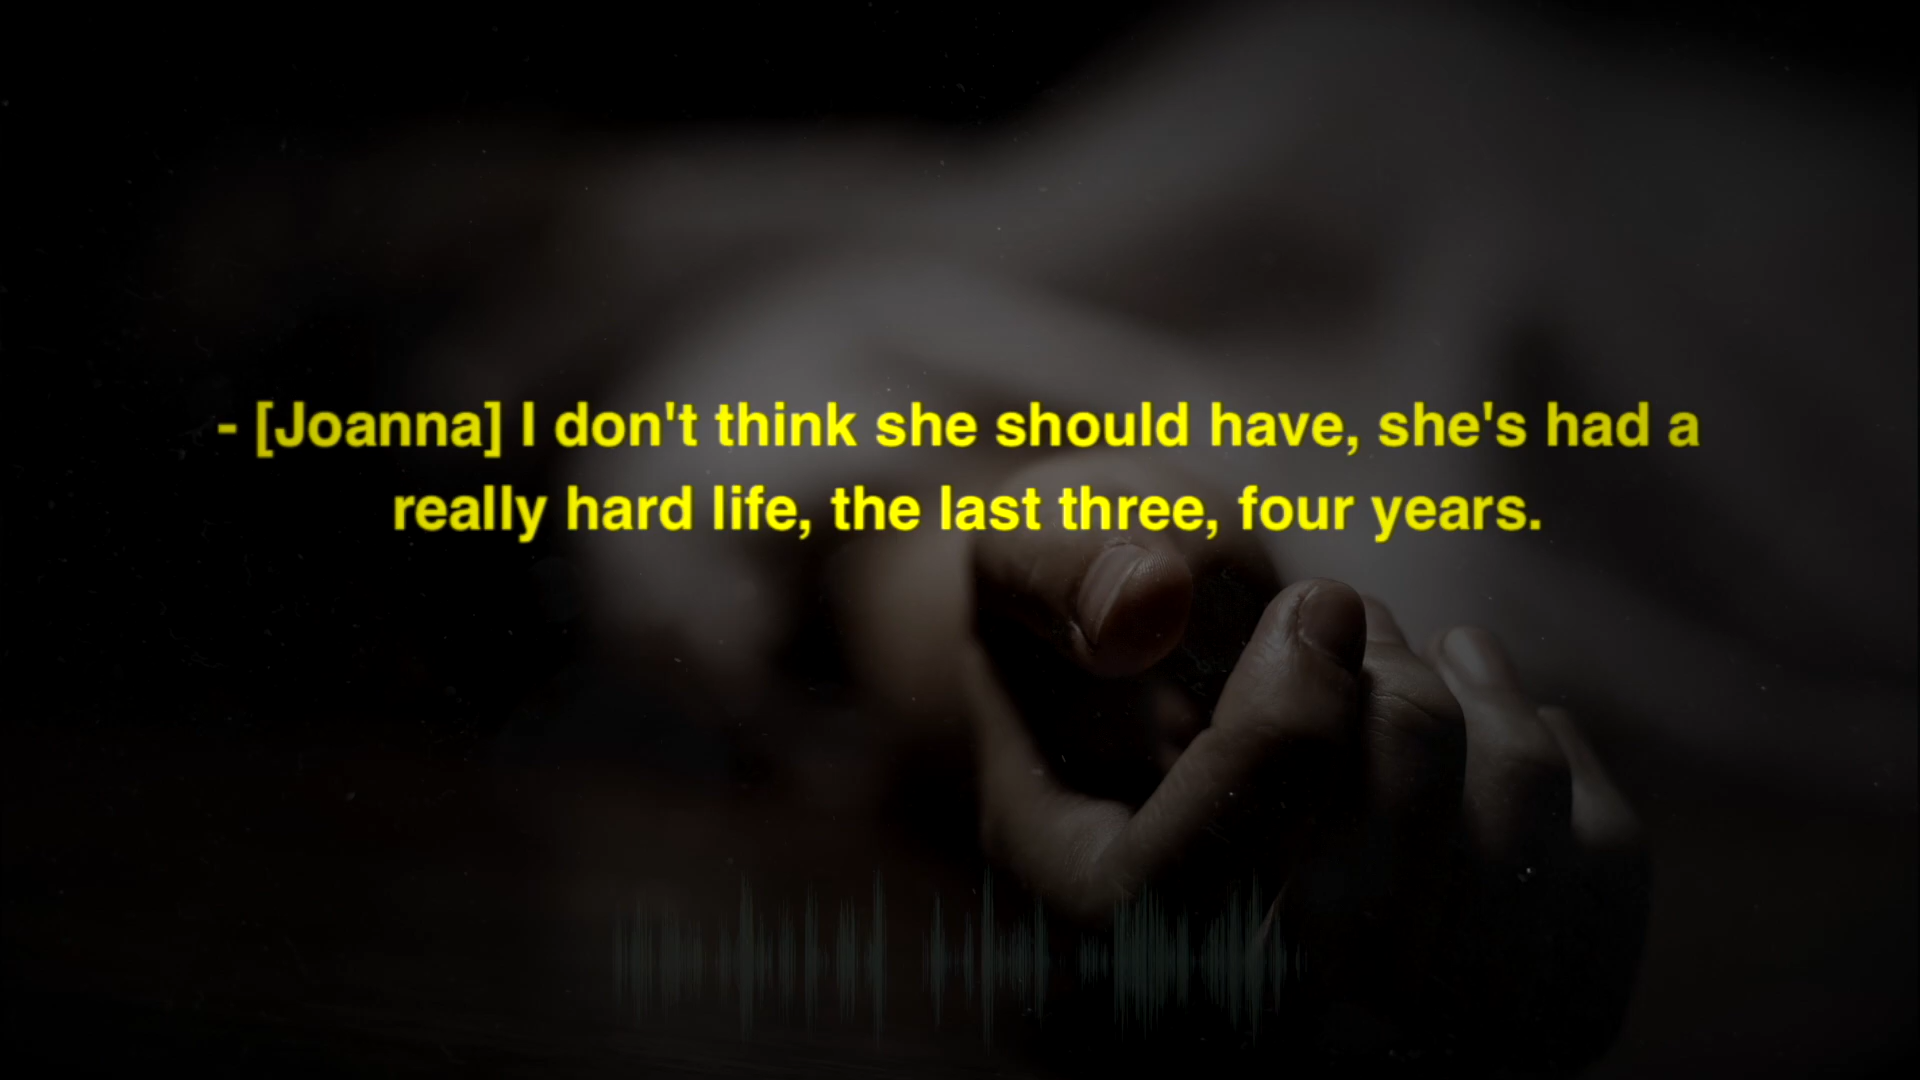 - [Joanna] I don't think she should have, she's had a
really hard life, the last three, four years.